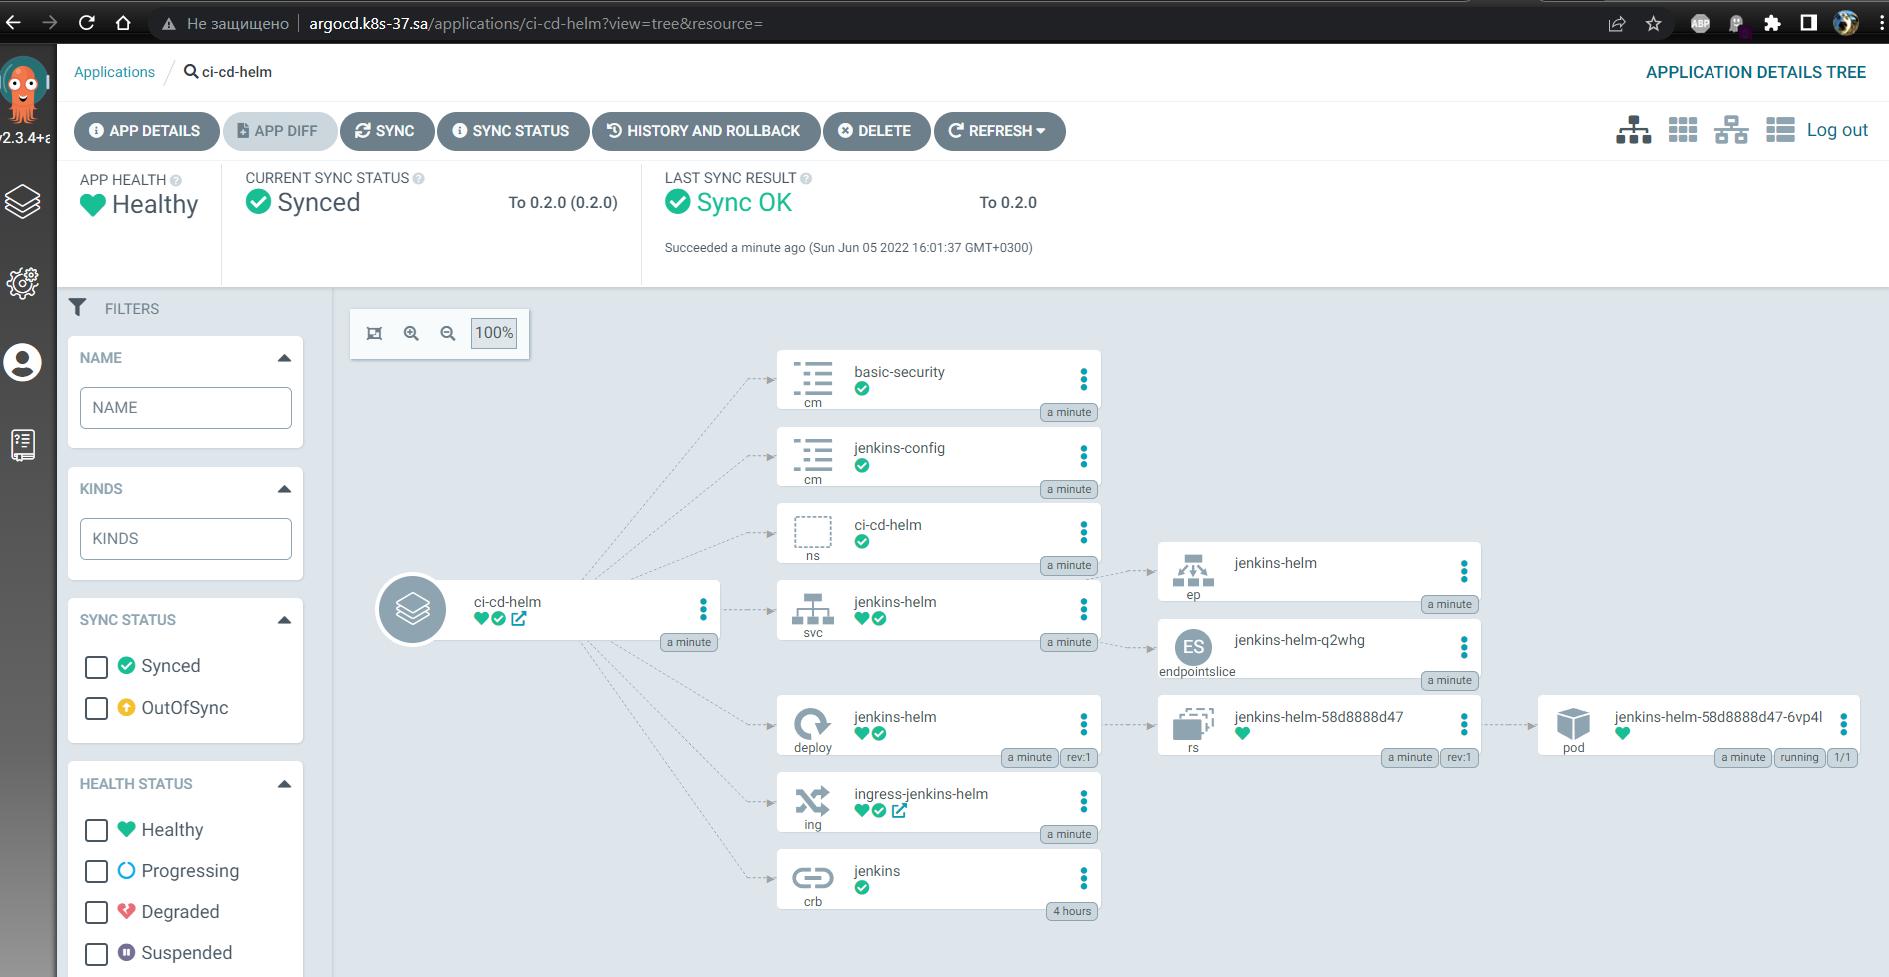 Не защищено argocd.k8s-37.sa/applications/ci-cd-helm?view=tree&resource=
ABP
v2.3.4+a
Applications / ci-cd-helm
APPLICATION DETAILS TREE
APP DETAILS
APP DIFF
SYNC
SYNC STATUS
HISTORY AND ROLLBACK
DELETE
REFRESH
Log out
APP HEALTH
Healthy
CURRENT SYNC STATUS
Synced
To 0.2.0 (0.2.0)
LAST SYNC RESULT
Sync OK
To 0.2.0
Succeeded a minute ago (Sun Jun 05 2022 16:01:37 GMT+0300)
FILTERS
NAME
NAME
KINDS
KINDS
SYNC STATUS
Synced
OutOfSync
HEALTH STATUS
Healthy
Progressing
Degraded
Suspended
100%
ci-cd-helm
a minute
basic-security
cm
a minute
jenkins-config
cm
a minute
ci-cd-helm
ns
a minute
jenkins-helm
svc
a minute
jenkins-helm
ep
a minute
jenkins-helm-q2whg
ES
endpointslice
a minute
jenkins-helm
deploy
a minute rev:1
jenkins-helm-58d8888d47
rs
a minute rev:1
jenkins-helm-58d8888d47-6vp4l
pod
a minute running 1/1
ingress-jenkins-helm
ing
a minute
jenkins
crb
4 hours